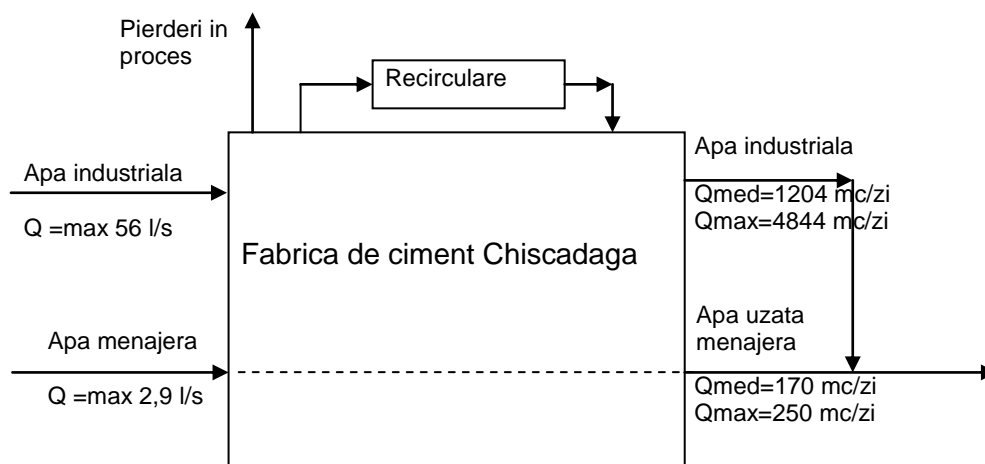 Pierderi in
proces
Recirculare
Apa industriala
Q =max 56 l/s
Fabrica de ciment Chiscadaga
Apa industriala
Qmed=1204 mc/zi
Qmax=4844 mc/zi
Apa menajera
Q =max 2,9 l/s
Apa uzata
menajera
Qmed=170 mc/zi
Qmax=250 mc/zi